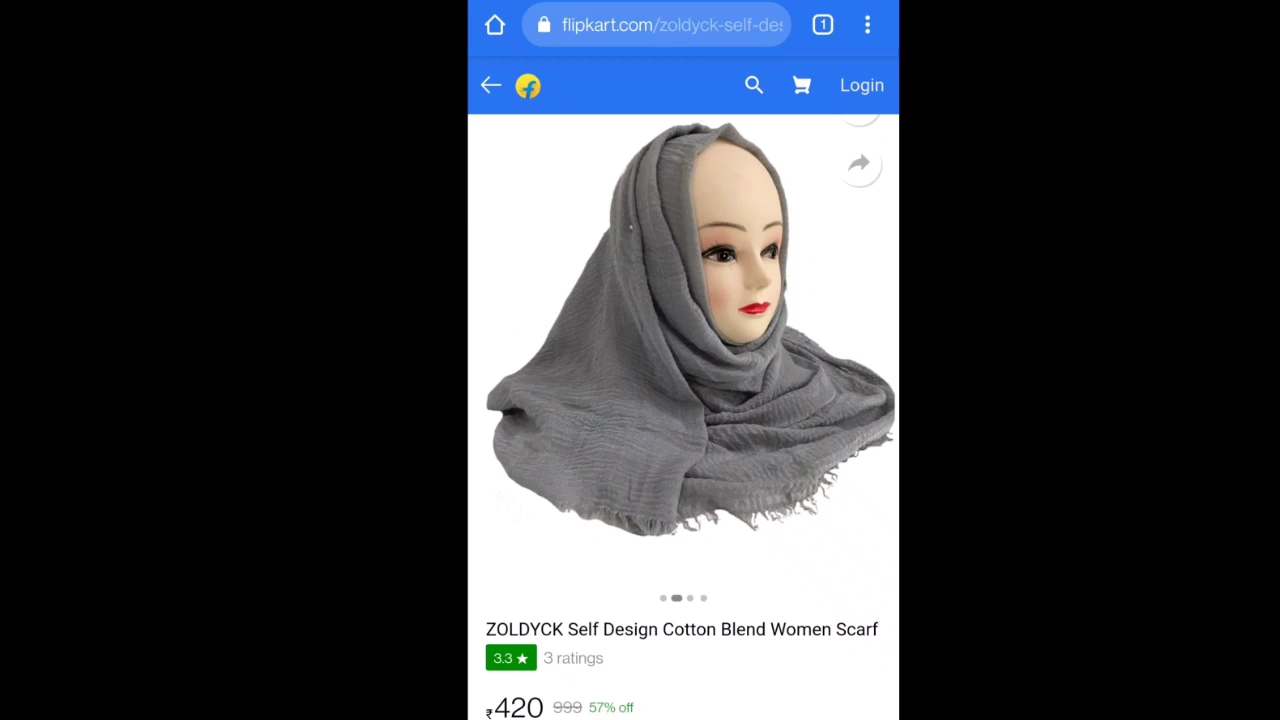 flipkart.com/zoldyck-self-des
1
Login
ZOLDYCK Self Design Cotton Blend Women Scarf
3.3 ★ 3 ratings
₹420 999 57% off